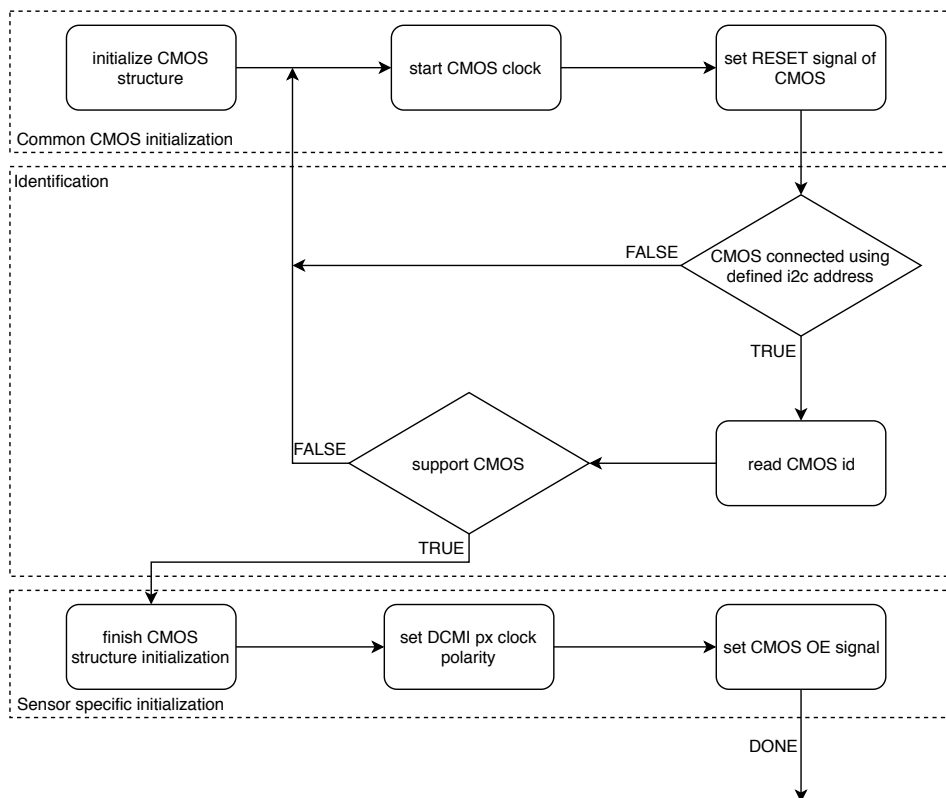 initialize CMOS
structure
start CMOS clock
set RESET signal of
CMOS
Common CMOS initialization
Identification
FALSE
CMOS connected using
defined i2c address
TRUE
FALSE
support CMOS
read CMOS id
TRUE
finish CMOS
structure initialization
set DCMI px clock
polarity
set CMOS OE signal
Sensor specific initialization
DONE